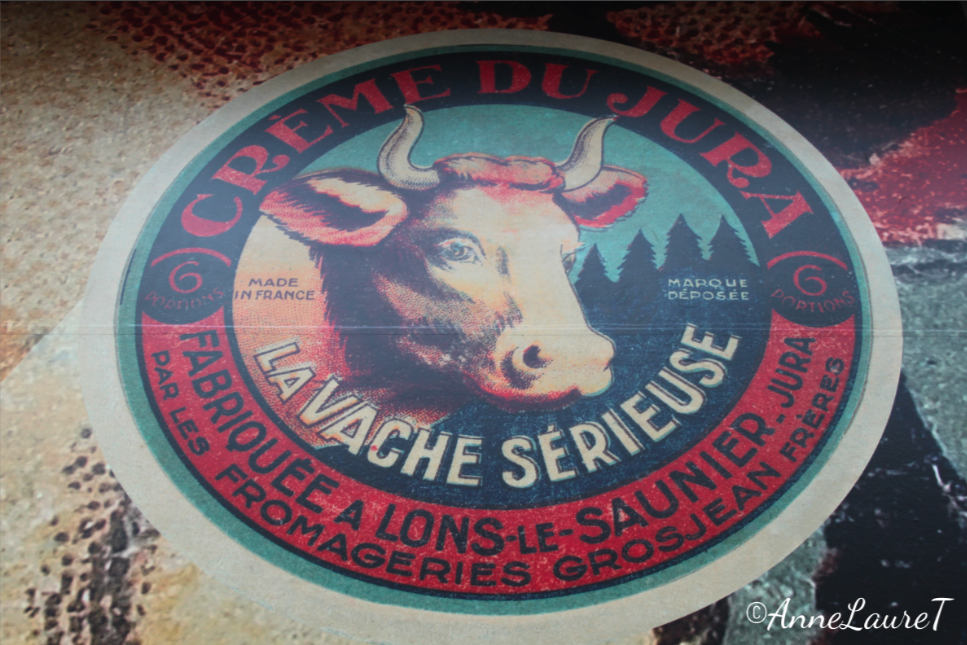 CRÈME DU JURA
6
PORTIONS
6
PORTIONS
MADE
IN FRANCE
MARQUE
DÉPOSÉE
LA VACHE SÉRIEUSE
FABRIQUÉE A LONS-LE-SAUNIER-JURA
PAR LES FROMAGERIES GROSJEAN FRÈRES
©AnneLaureT